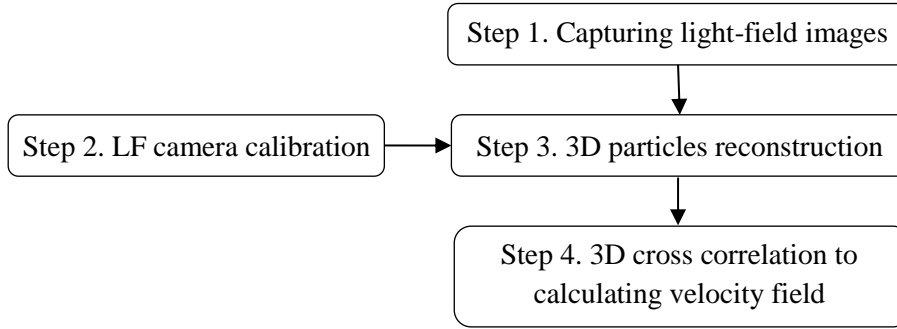 Step 1. Capturing light-field images
Step 2. LF camera calibration
Step 3. 3D particles reconstruction
Step 4. 3D cross correlation to
calculating velocity field